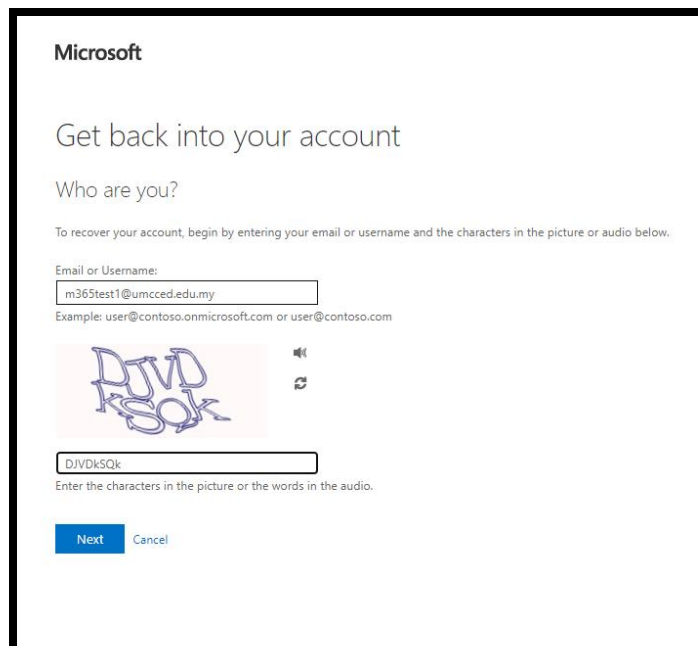 Microsoft
Get back into your account
Who are you?
To recover your account, begin by entering your email or username and the characters in the picture or audio below.
Email or Username:
m365test1@umcced.edu.my
Example: user@contoso.onmicrosoft.com or user@contoso.com
DJVD
kSQk
DJVDkSQk
Enter the characters in the picture or the words in the audio.
Next Cancel